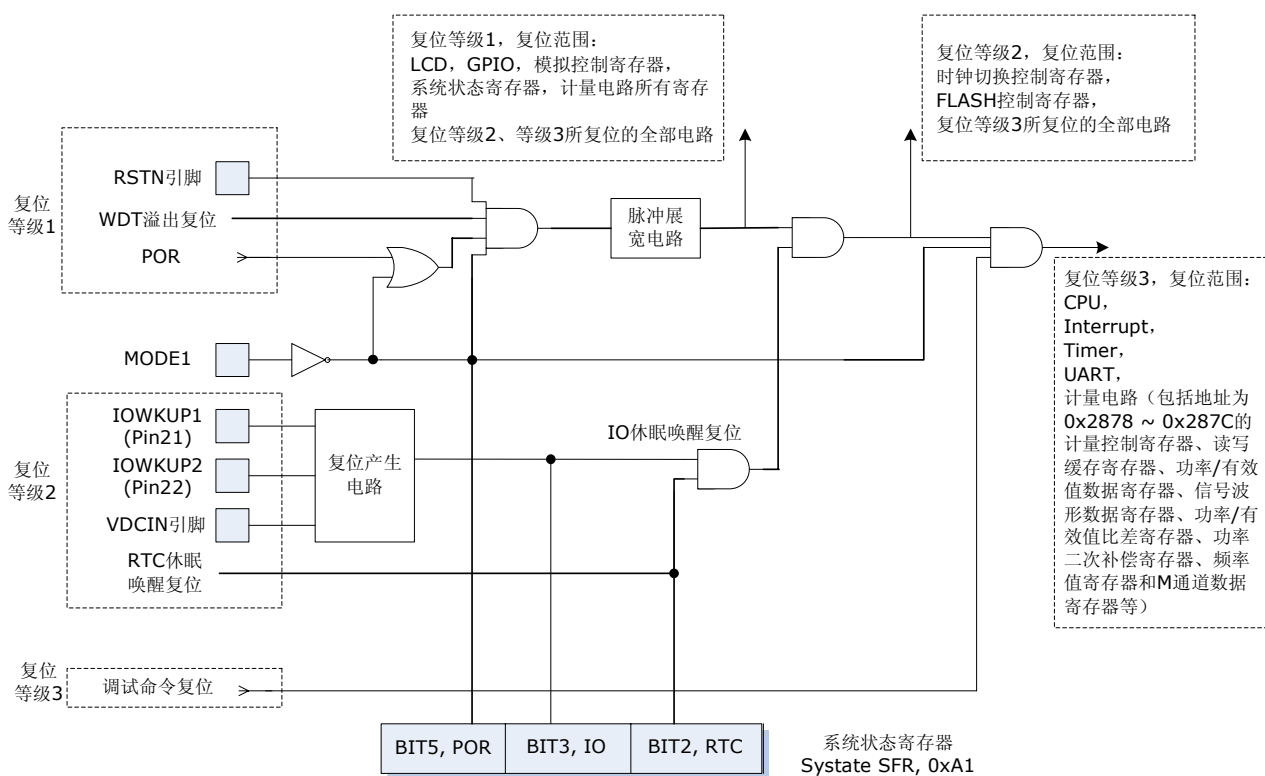 复位等级1，复位范围：
LCD，GPIO，模拟控制寄存器，
系统状态寄存器，计量电路所有寄存
器
复位等级2、等级3所复位的全部电路
复位等级2，复位范围：
时钟切换控制寄存器，
FLASH控制寄存器，
复位等级3所复位的全部电路
复位
等级1
RSTN引脚
WDT溢出复位
POR
脉冲展
宽电路
复位等级3，复位范围：
CPU，
Interrupt，
Timer，
UART，
计量电路（包括地址为
0x2878 ~ 0x287C的
计量控制寄存器、读写
缓存寄存器、功率/有效
值数据寄存器、信号波
形数据寄存器、功率/有
效值比差寄存器、功率
二次补偿寄存器、频率
值寄存器和M通道数据
寄存器等）
MODE1
复位
等级2
IOWKUP1
(Pin21)
IOWKUP2
(Pin22)
VDCIN引脚
RTC休眠
唤醒复位
复位产生
电路
IO休眠唤醒复位
复位
等级3
调试命令复位
BIT5, POR
BIT3, IO
BIT2, RTC
系统状态寄存器
Systate SFR, 0xA1